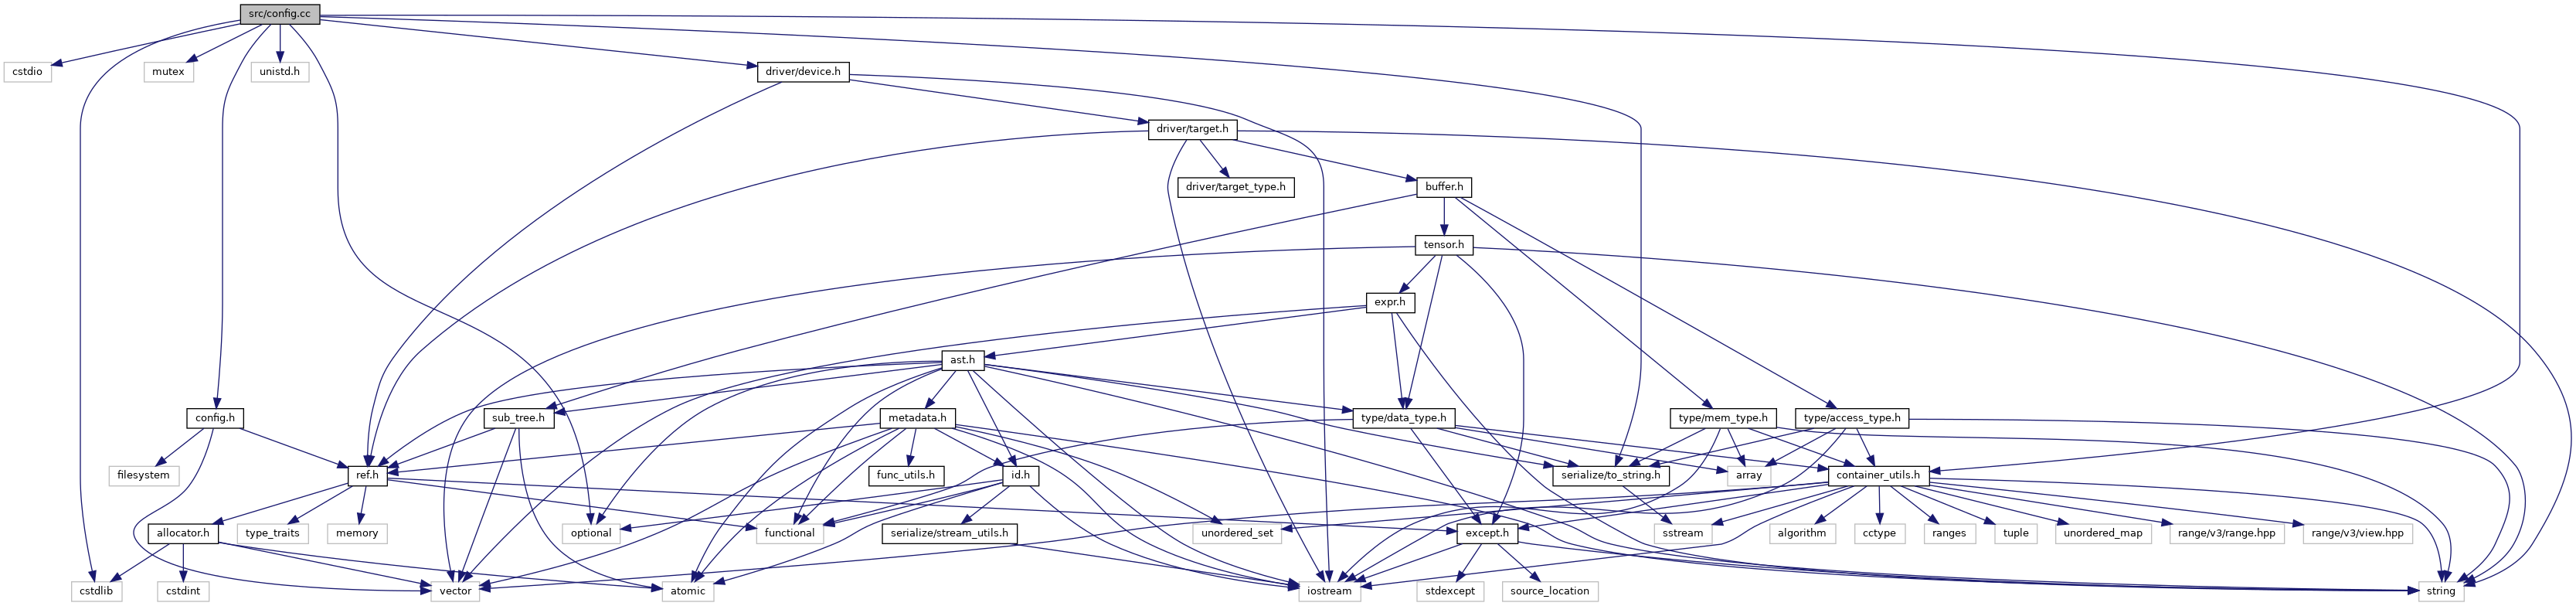 src/config.cc
cstdio
mutex
unistd.h
driver/device.h
driver/target.h
driver/target_type.h
buffer.h
tensor.h
expr.h
ast.h
config.h
sub_tree.h
metadata.h
type/data_type.h
type/mem_type.h
type/access_type.h
filesystem
ref.h
func_utils.h
id.h
serialize/to_string.h
array
container_utils.h
allocator.h
type_traits
memory
optional
functional
serialize/stream_utils.h
unordered_set
except.h
sstream
algorithm
cctype
ranges
tuple
unordered_map
range/v3/range.hpp
range/v3/view.hpp
cstdlib
cstdint
vector
atomic
iostream
stdexcept
source_location
string